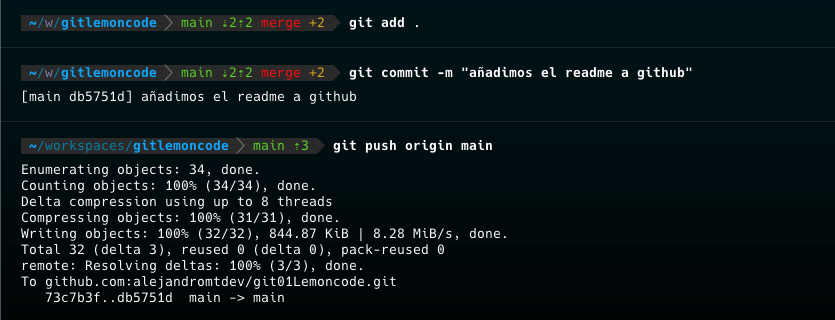 ~/w/gitlemoncode main ⇣2⇡2 merge +2 git add .
~/w/gitlemoncode main ⇣2⇡2 merge +2 git commit -m "añadimos el readme a github"
[main db5751d] añadimos el readme a github
~/workspaces/gitlemoncode main ⇡3 git push origin main
Enumerating objects: 34, done.
Counting objects: 100% (34/34), done.
Delta compression using up to 8 threads
Compressing objects: 100% (31/31), done.
Writing objects: 100% (32/32), 844.87 KiB | 8.28 MiB/s, done.
Total 32 (delta 3), reused 0 (delta 0), pack-reused 0
remote: Resolving deltas: 100% (3/3), done.
To github.com:alejandromtdev/git01Lemoncode.git
73c7b3f..db5751d main -> main